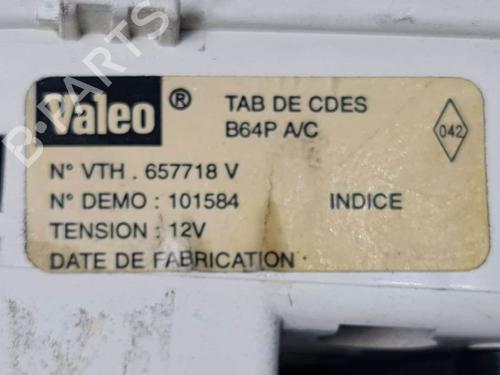 Valeo ® TAB DE CDES
B64P A/C
042
N° VTH . 657718 V
N° DEMO : 101584 INDICE
TENSION : 12V
DATE DE FABRICATION
B-PARTS